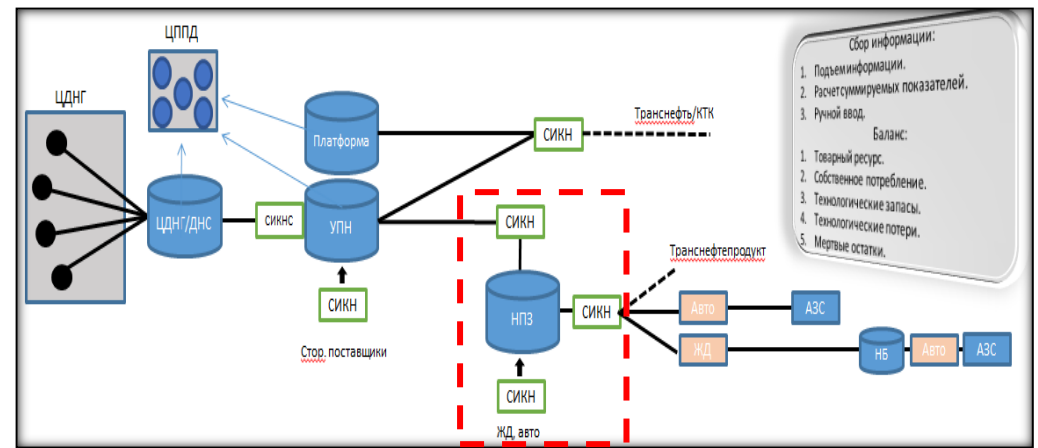 ЦППД
ЦДНГ
Платформа
СИКН
Транснефть/КТК
ЦДНГ/ДНС
СИКНС
УПН
СИКН
СИКН
Стор. поставщики
НПЗ
СИКН
Транснефтепродукт
Авто
АЗС
ЖД
НБ
Авто
АЗС
СИКН
ЖД, авто
Сбор информации:
1. Подъем информации.
2. Расчет суммируемых показателей.
3. Ручной ввод.
Баланс:
1. Товарный ресурс.
2. Собственное потребление.
3. Технологические запасы.
4. Технологические потери.
5. Мертвые остатки.